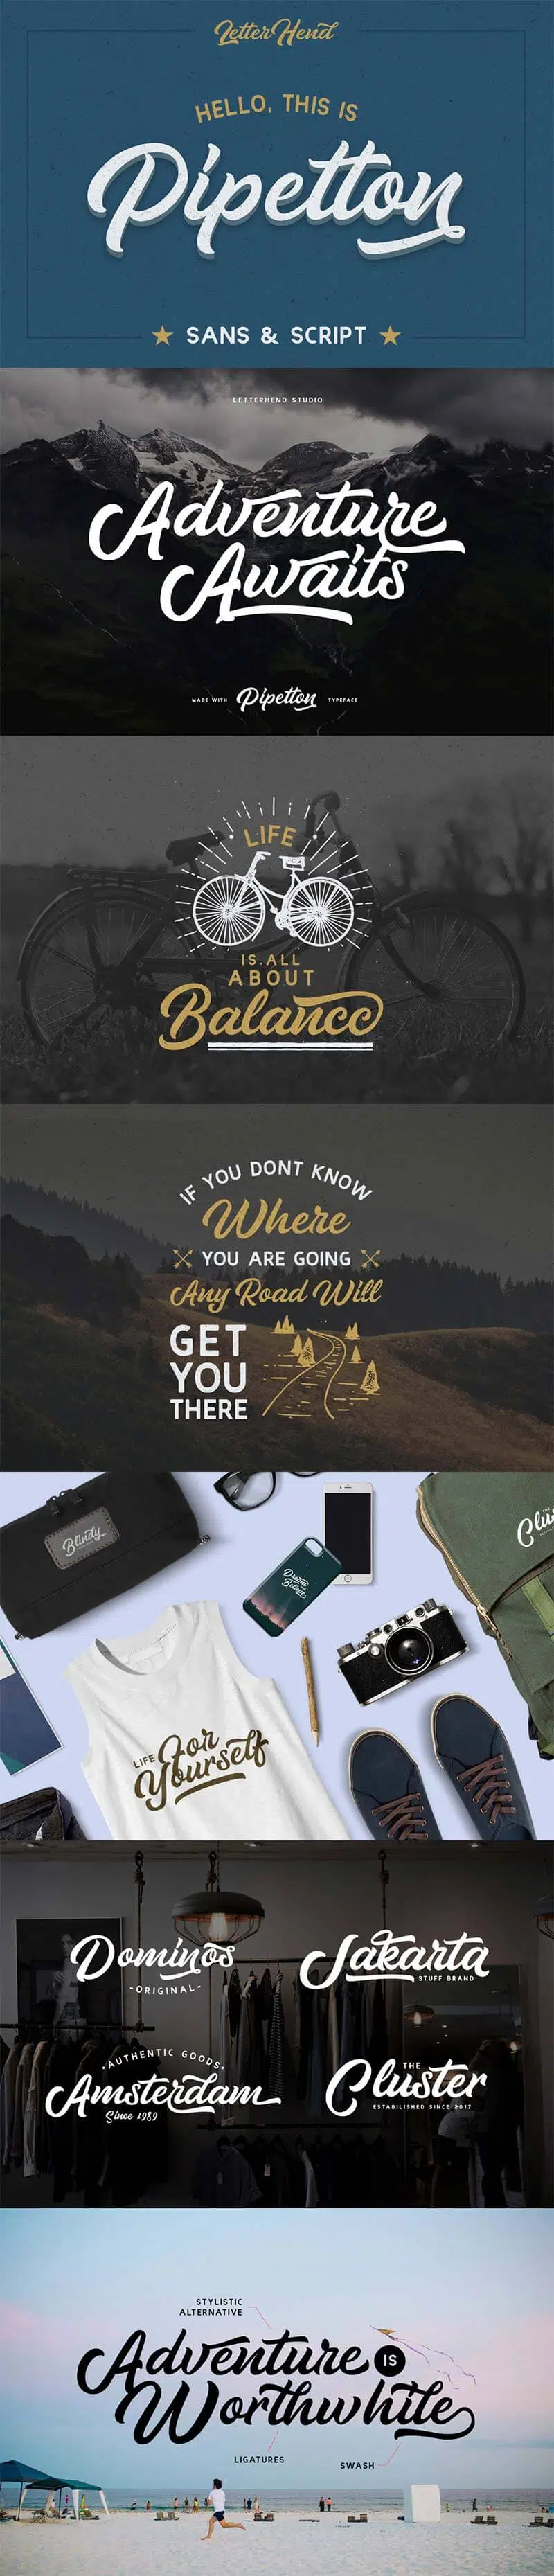 LetterHend
HELLO, THIS IS
Pipetton
SANS & SCRIPT
LETTERHEND STUDIO
Adventure
Awaits
MADE WITH Pipetton TYPEFACE
LIFE
IS ALL
ABOUT
Balance
IF YOU DONT KNOW
Where
YOU ARE GOING
Any Road Will
GET
YOU
THERE
Blindy
Clu
Dream
LIFE For
Yourself
Dominos
-ORIGINAL-
Jakarta
STUFF BRAND
·AUTHENTIC GOODS·
Amsterdam
Since 1989
THE
Cluster
ESTABILISHED SINCE 2017
STYLISTIC
ALTERNATIVE
Adventure IS
Worthwhile
LIGATURES
SWASH